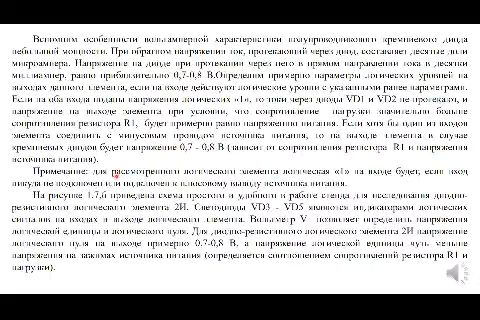 Вспомним особенности вольтамперной характеристики полупроводникового кремниевого диода
небольшой мощности. При обратном напряжении ток, протекающий через диод, составляет десятые доли
микроампера. Напряжение на диоде при протекании через него в прямом направлении тока в десятки
миллиампер, равно приблизительно 0,7-0,8 В.Определим примерно параметры логических уровней на
выходах данного элемента, если на входе действуют логические уровни с указанными ранее параметрами.
Если на оба входа поданы напряжения логических «1», то токи через диоды VD1 и VD2 не протекают, и
напряжение на выходе элемента при условии, что сопротивление нагрузки значительно больше
сопротивления резистора R1, будет примерно равно напряжению питания. Если хотя бы один из входов
элемента соединить с минусовым проводом источника питания, то на выходе элемента в случае
кремниевых диодов будет напряжение 0,7 - 0,8 В (зависит от сопротивления резистора R1 и напряжения
источника питания).
Примечание: для рассмотренного логического элемента логическая «1» на входе будет, если вход
никуда не подключен или подключен к плюсовому выводу источника питания.
На рисунке 1.7,б приведена схема простого и удобного в работе стенда для исследования диодно-
резистивного логического элемента 2И. Светодиоды VD3 - VD5 являются индикаторами логических
сигналов на входах и выходе логического элемента. Вольтметр V позволяет определить напряжения
логической единицы и логического нуля. Для диодно-резистивного логического элемента 2И напряжение
логического нуля на выходе примерно 0.7-0,8 В, а напряжение логической единицы чуть меньше
напряжения на зажимах источника питания (определяется соотношением сопротивлений резистора R1 и
нагрузки).